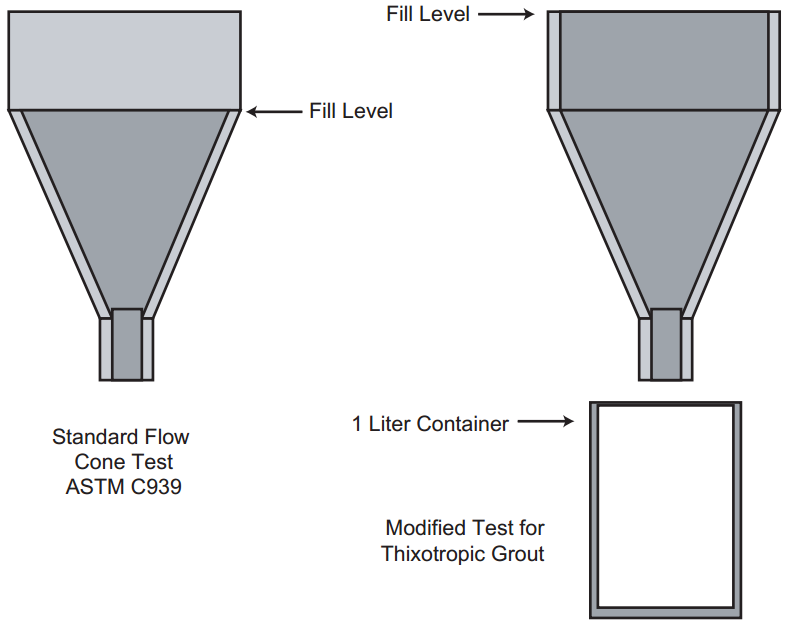 Fill Level
Fill Level
1 Liter Container
Standard Flow
Cone Test
ASTM C939
Modified Test for
Thixotropic Grout